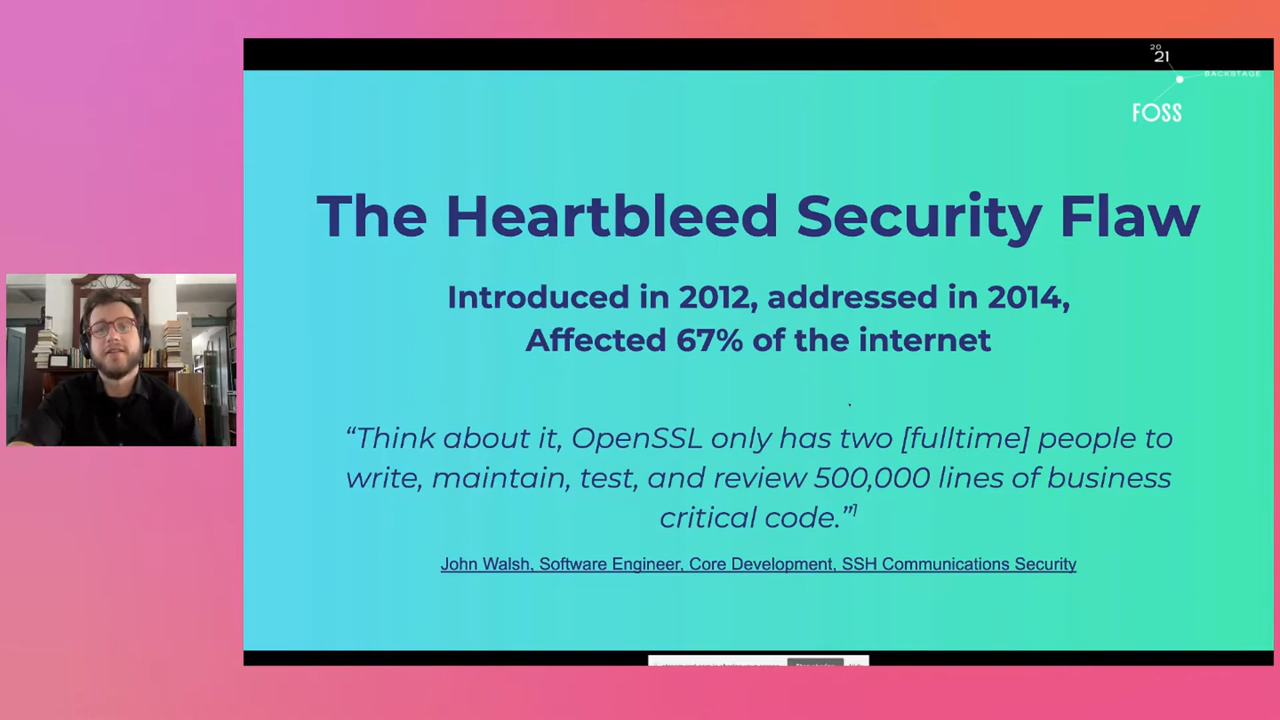 20
21
BACKSTAGE
FOSS
The Heartbleed Security Flaw
Introduced in 2012, addressed in 2014,
Affected 67% of the internet
“Think about it, OpenSSL only has two [fulltime] people to
write, maintain, test, and review 500,000 lines of business
critical code.”1
John Walsh, Software Engineer, Core Development, SSH Communications Security